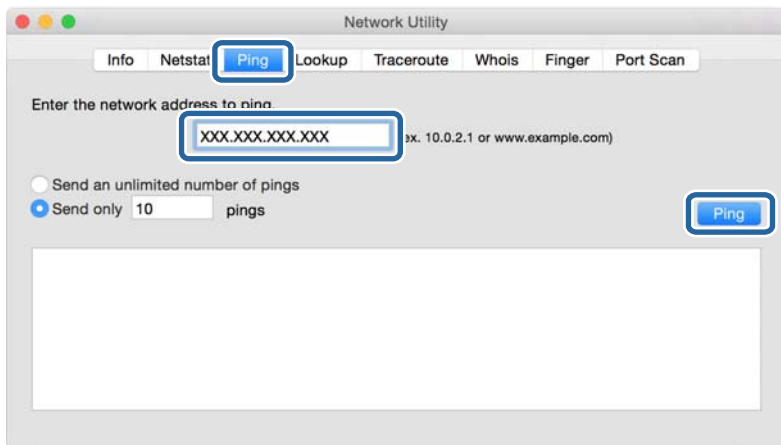 Network Utility
Info Netstat Ping Lookup Traceroute Whois Finger Port Scan
Enter the network address to ping.
XXX.XXX.XXX.XXX ex. 10.0.2.1 or www.example.com)
Send an unlimited number of pings
Send only 10 pings
Ping